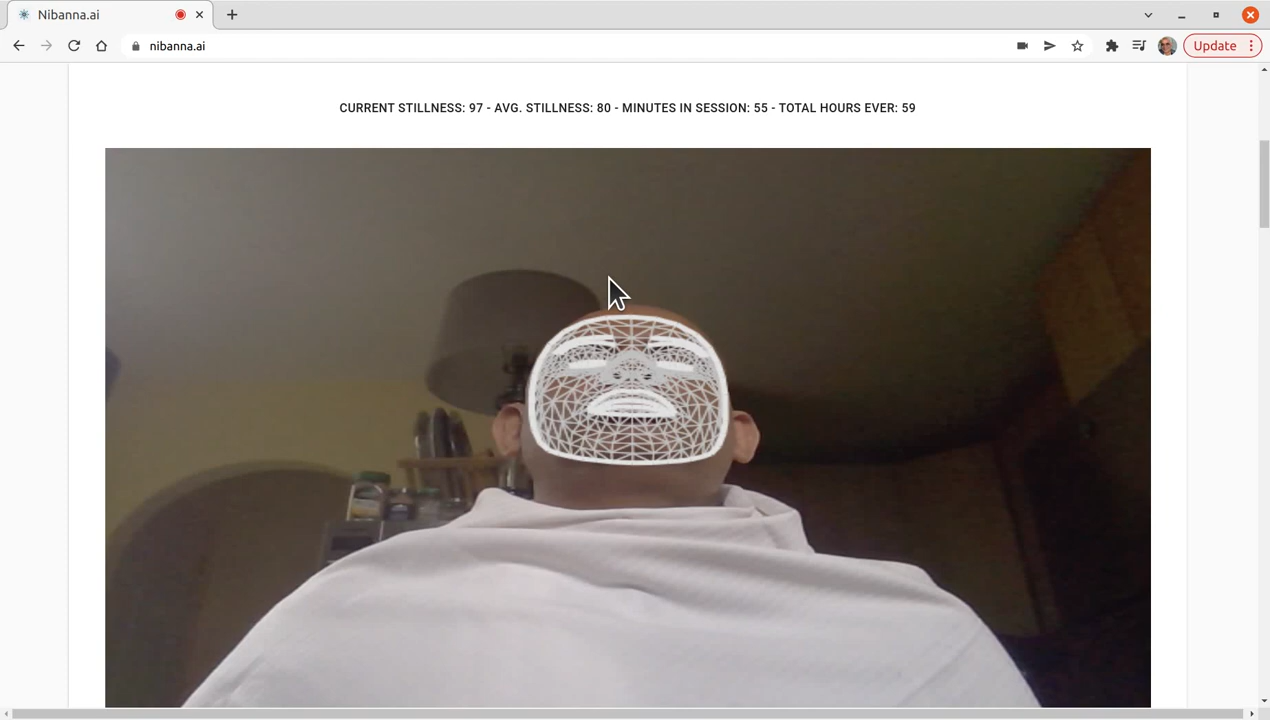 Nibanna.ai
nibanna.ai
Update
CURRENT STILLNESS: 97 - AVG. STILLNESS: 80 - MINUTES IN SESSION: 55 - TOTAL HOURS EVER: 59